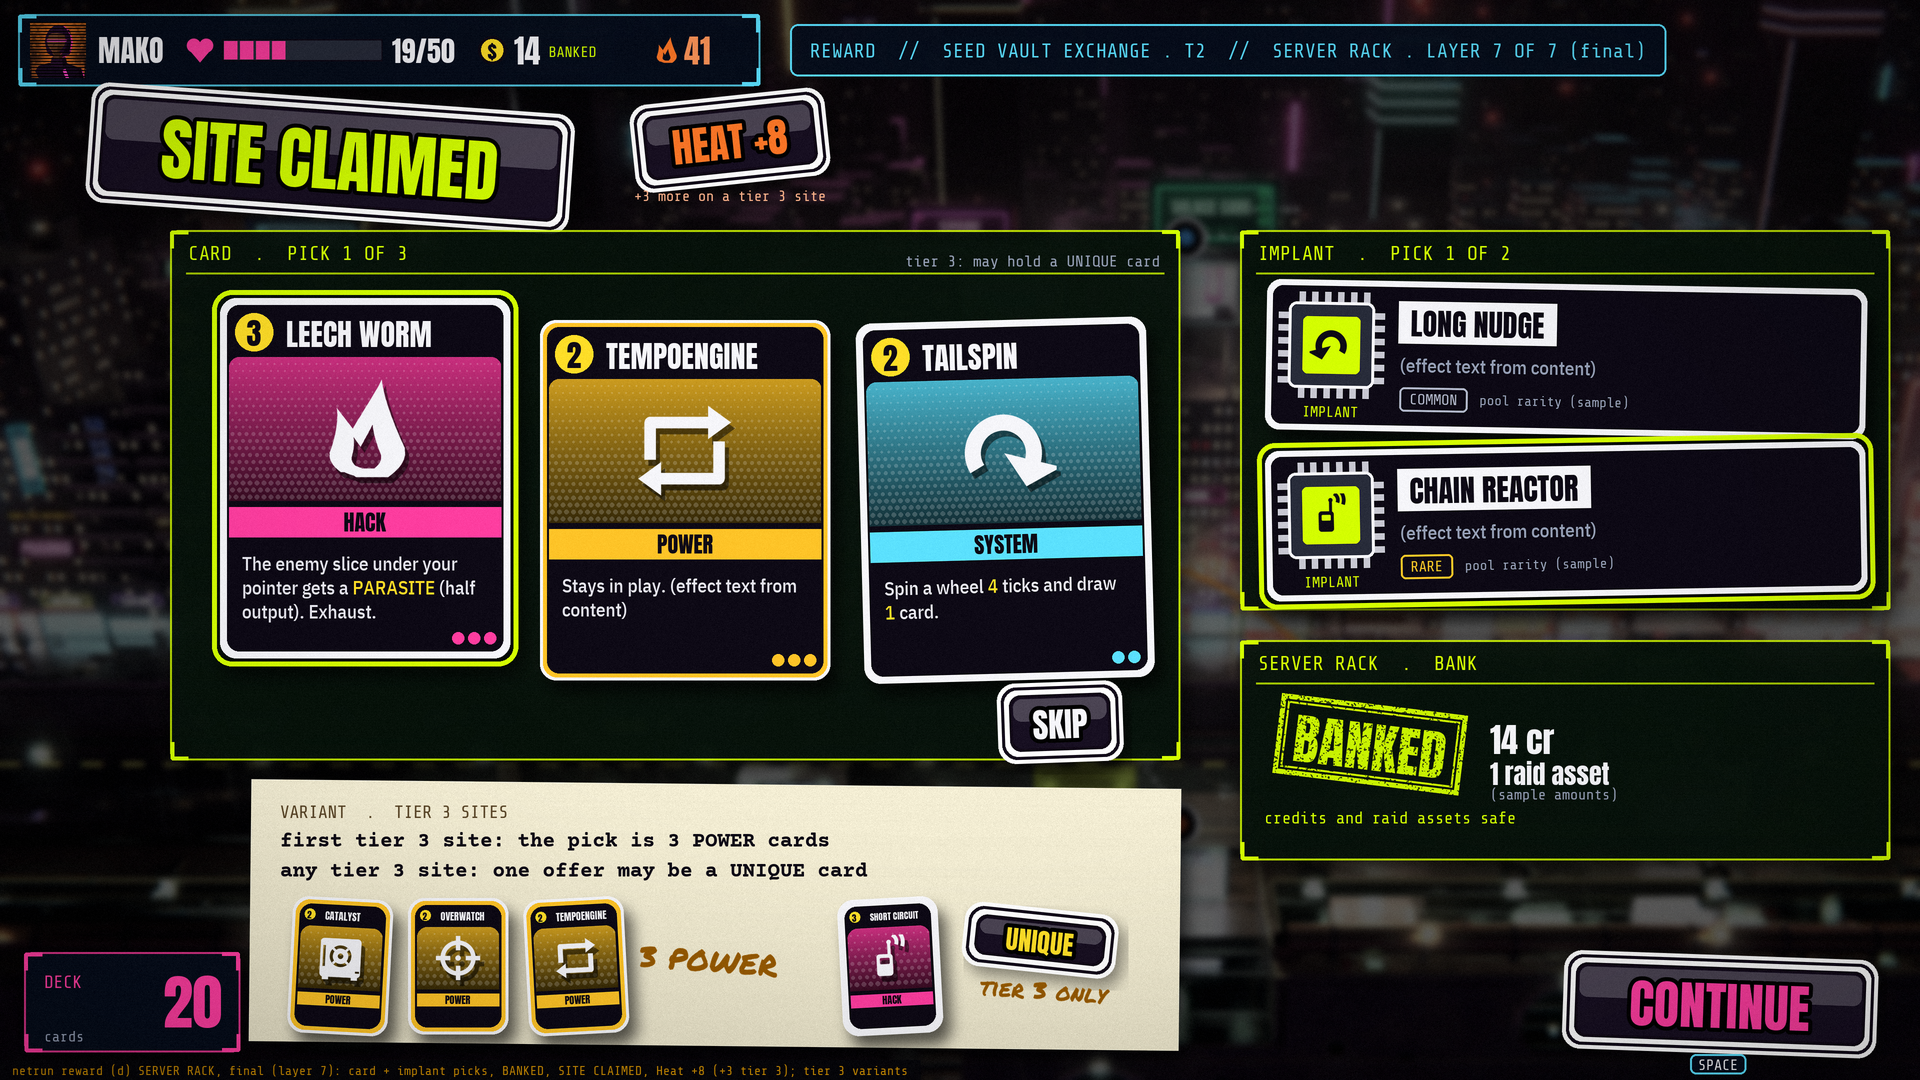 MAKO 19/50 $ 14 BANKED 41
REWARD // SEED VAULT EXCHANGE . T2 // SERVER RACK . LAYER 7 OF 7 (final)
SITE CLAIMED
HEAT +8
+3 more on a tier 3 site
CARD . PICK 1 OF 3
tier 3: may hold a UNIQUE card
3 LEECH WORM
HACK
The enemy slice under your
pointer gets a PARASITE (half
output). Exhaust.
2 TEMPOENGINE
POWER
Stays in play. (effect text from
content)
2 TAILSPIN
SYSTEM
Spin a wheel 4 ticks and draw
1 card.
SKIP
IMPLANT . PICK 1 OF 2
LONG NUDGE
(effect text from content)
COMMON pool rarity (sample)
IMPLANT
CHAIN REACTOR
(effect text from content)
RARE pool rarity (sample)
IMPLANT
SERVER RACK . BANK
BANKED
14 cr
1 raid asset
(sample amounts)
credits and raid assets safe
VARIANT . TIER 3 SITES
first tier 3 site: the pick is 3 POWER cards
any tier 3 site: one offer may be a UNIQUE card
2 CATALYST
POWER
2 OVERWATCH
POWER
2 TEMPOENGINE
POWER
3 POWER
3 SHORT CIRCUIT
HACK
UNIQUE
TIER 3 ONLY
DECK
20
cards
CONTINUE
SPACE
netrun reward (d) SERVER RACK, final (layer 7): card + implant picks, BANKED, SITE CLAIMED, Heat +8 (+3 tier 3); tier 3 variants